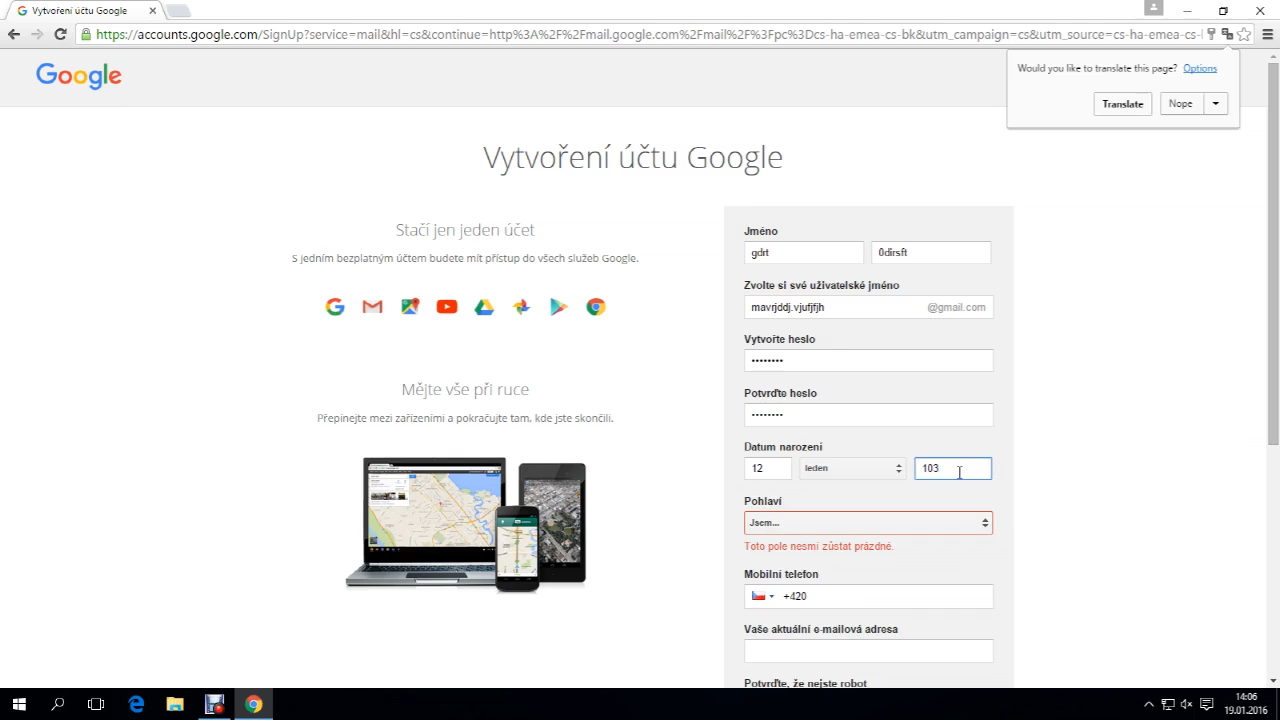 Vytvoření účtu Google
https://accounts.google.com/SignUp?service=mail&hl=cs&continue=http%3A%2F%2Fmail.google.com%2Fmail%2F%3Fpc%3Dcs-ha-emea-cs-bk&utm_campaign=cs&utm_source=cs-ha-emea-cs-
Would you like to translate this page? Options
Translate
Nope
Google
Vytvoření účtu Google
Stačí jen jeden účet
S jedním bezplatným účtem budete mít přístup do všech služeb Google.
Mějte vše při ruce
Přepínejte mezi zařízeními a pokračujte tam, kde jste skončili.
Jméno
gdrt
0dirsft
Zvolte si své uživatelské jméno
mavrjddj.vjufjfjh @gmail.com
Vytvořte heslo
Potvrďte heslo
Datum narození
12 leden 103
Pohlaví
Jsem...
Toto pole nesmí zůstat prázdné.
Mobilní telefon
+420
Vaše aktuální e-mailová adresa
Potvrďte, že nejste robot
14:06
19.01.2016